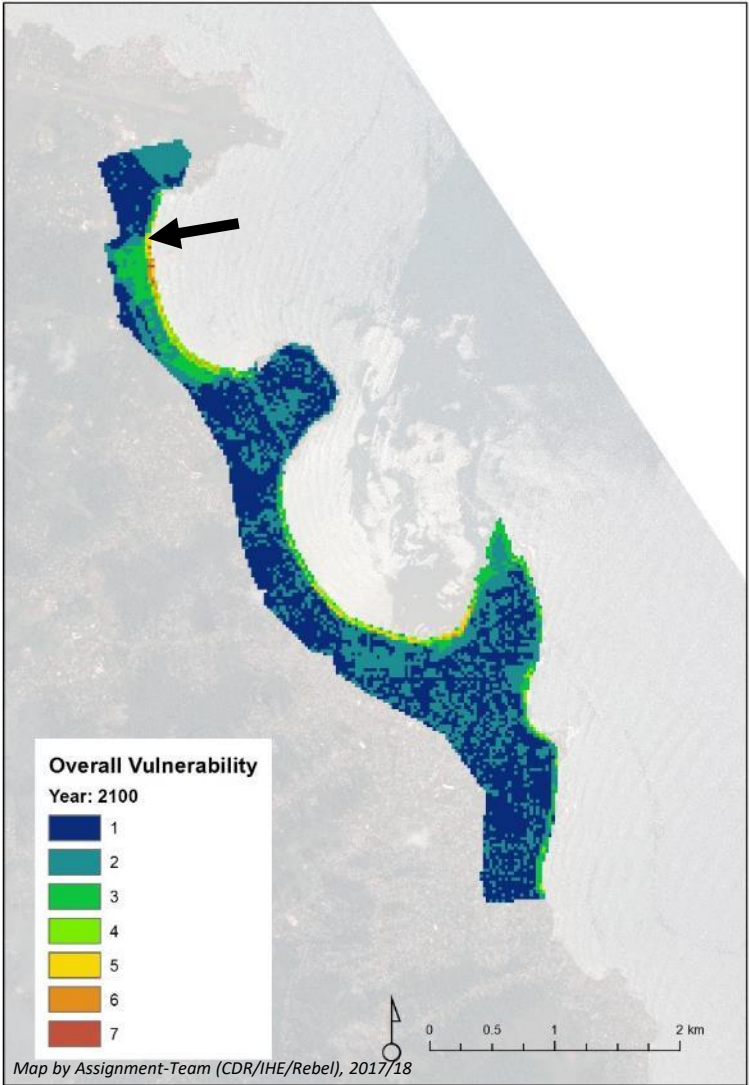 Overall Vulnerability
Year: 2100
1
2
3
4
5
6
7
0 0.5 1 2 km
Map by Assignment-Team (CDR/IHE/Rebel), 2017/18